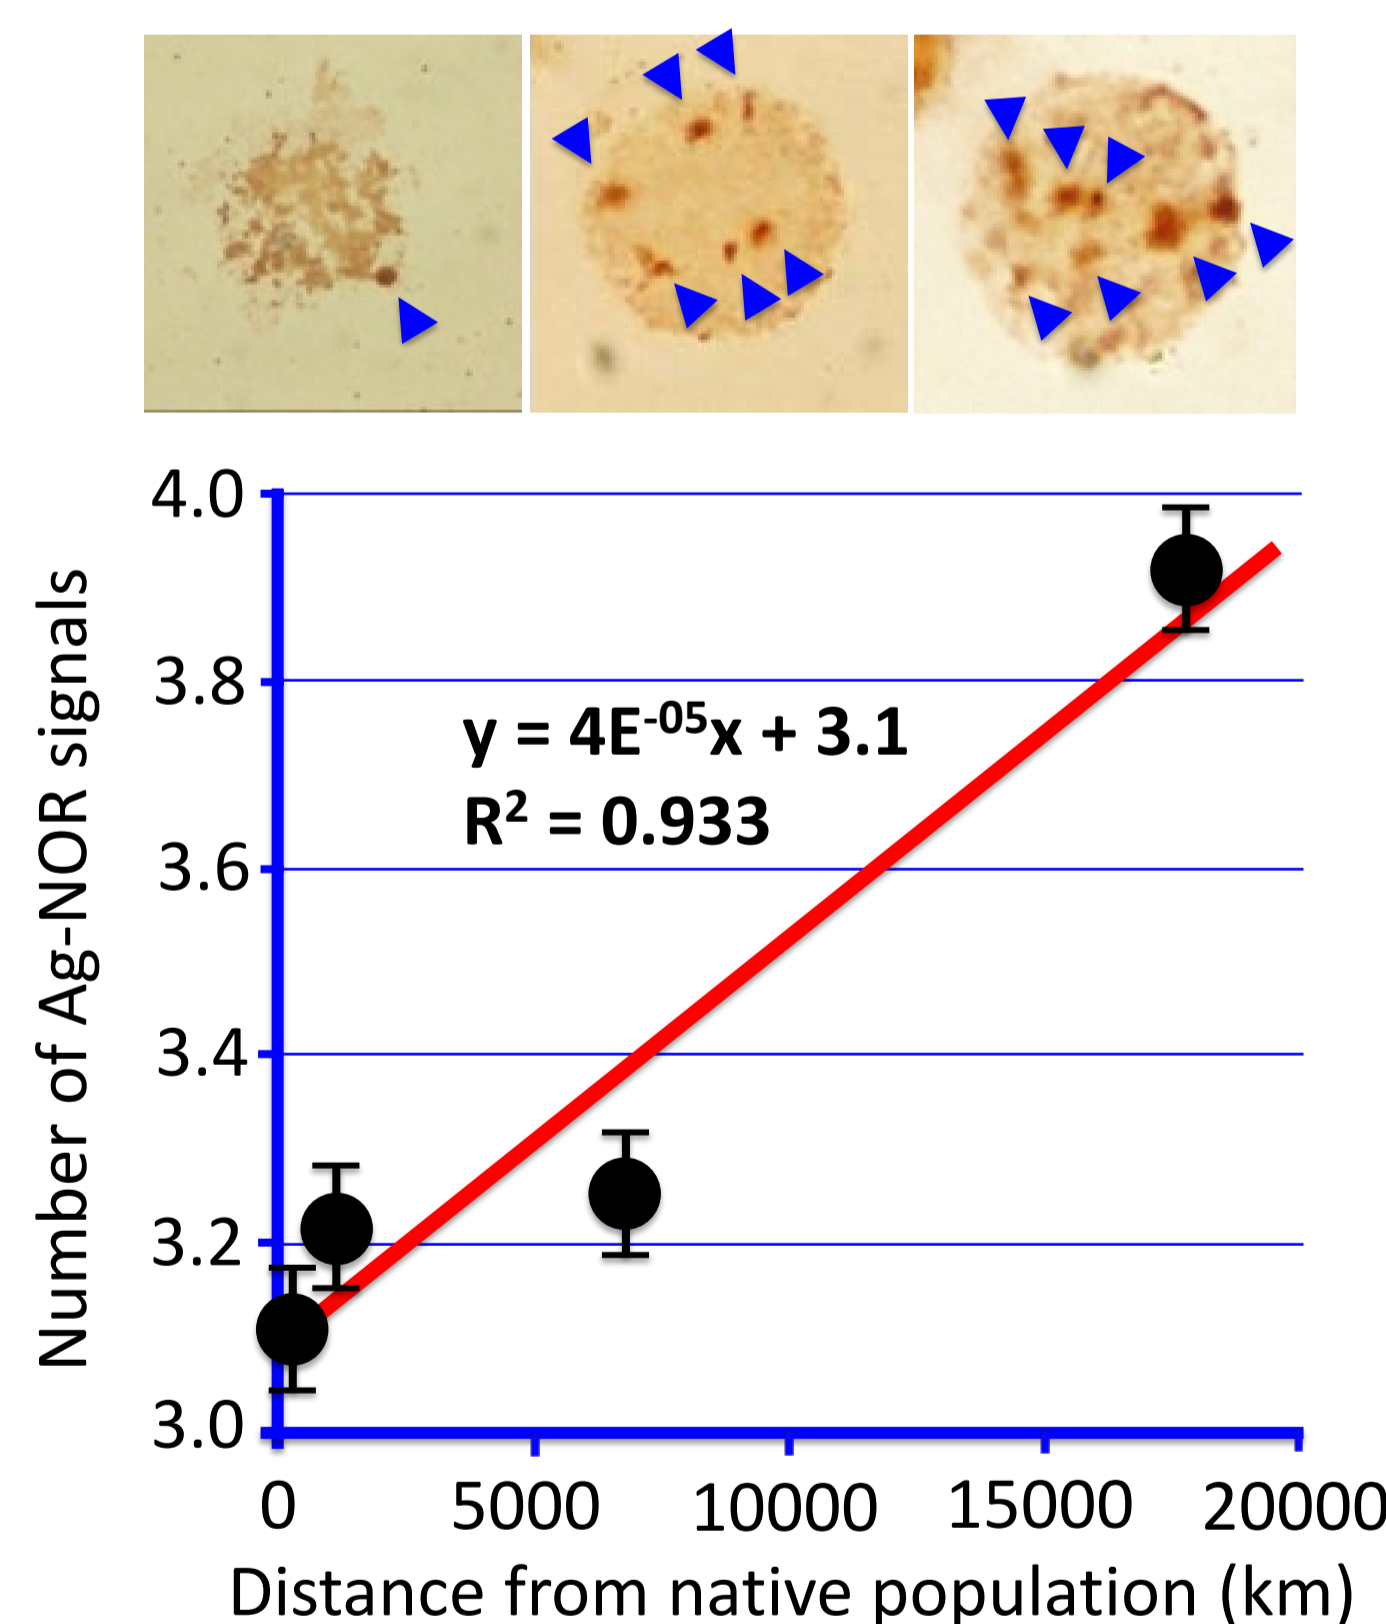 4.0
3.8
3.6
3.4
3.2
3.0
Number of Ag-NOR signals
y = 4E⁻⁰⁵x + 3.1
R² = 0.933
0 5000 10000 15000 20000
Distance from native population (km)